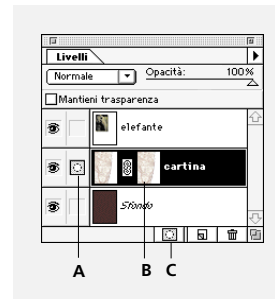 Livelli
Normale Opacità: 100%
Mantieni trasparenza
elefante
cartina
Sfondo
A B C